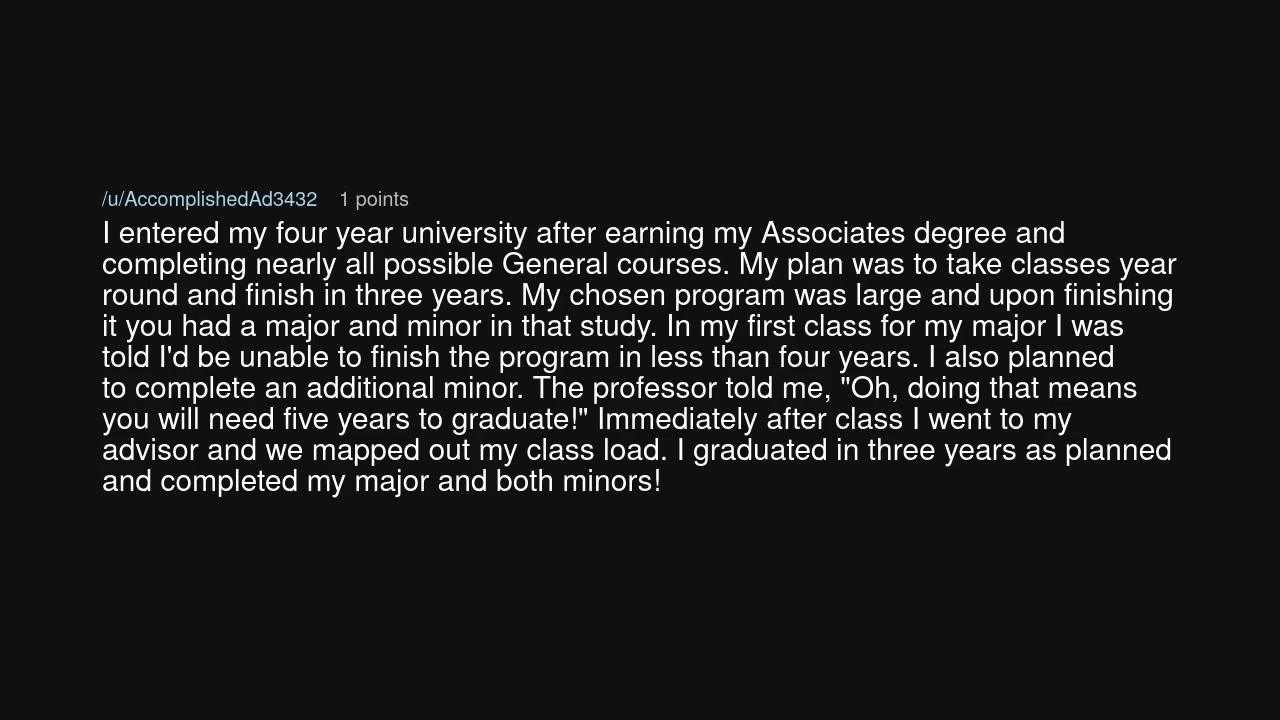 /u/AccomplishedAd3432 1 points
I entered my four year university after earning my Associates degree and
completing nearly all possible General courses. My plan was to take classes year
round and finish in three years. My chosen program was large and upon finishing
it you had a major and minor in that study. In my first class for my major I was
told I'd be unable to finish the program in less than four years. I also planned
to complete an additional minor. The professor told me, "Oh, doing that means
you will need five years to graduate!" Immediately after class I went to my
advisor and we mapped out my class load. I graduated in three years as planned
and completed my major and both minors!